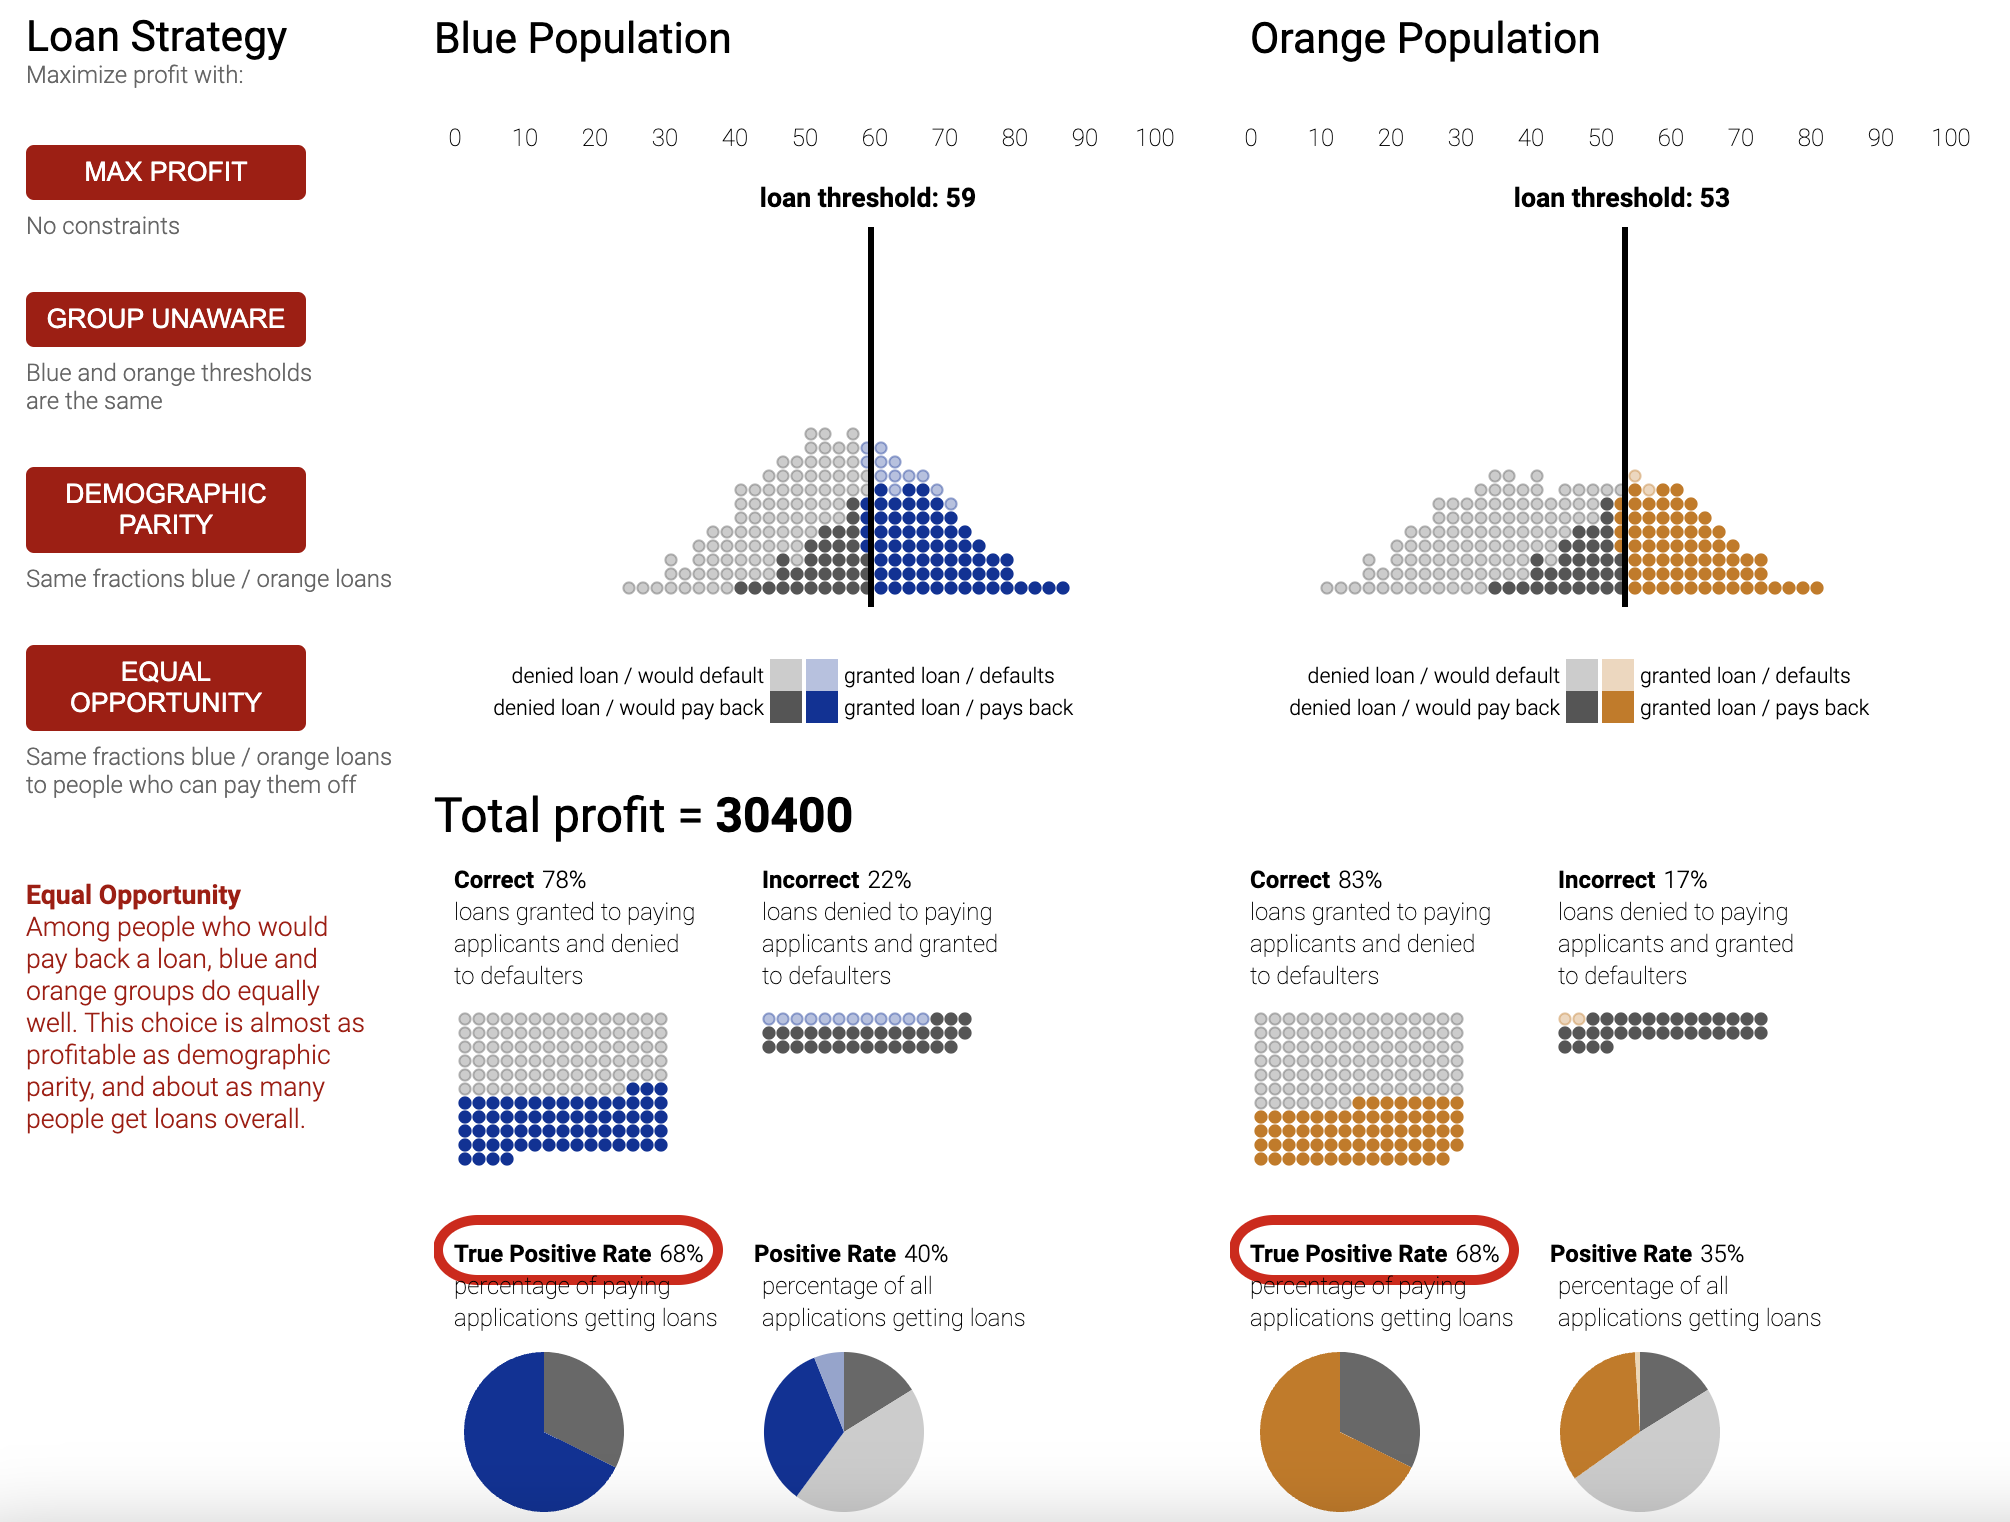 Loan Strategy
Maximize profit with:
MAX PROFIT
No constraints
GROUP UNAWARE
Blue and orange thresholds
are the same
DEMOGRAPHIC
PARITY
Same fractions blue / orange loans
EQUAL
OPPORTUNITY
Same fractions blue / orange loans
to people who can pay them off
Equal Opportunity
Among people who would
pay back a loan, blue and
orange groups do equally
well. This choice is almost as
profitable as demographic
parity, and about as many
people get loans overall.
Blue Population
0 10 20 30 40 50 60 70 80 90 100
loan threshold: 59
denied loan / would default
granted loan / defaults
denied loan / would pay back
granted loan / pays back
Orange Population
0 10 20 30 40 50 60 70 80 90 100
loan threshold: 53
denied loan / would default
granted loan / defaults
denied loan / would pay back
granted loan / pays back
Total profit = 30400
Correct 78%
loans granted to paying
applicants and denied
to defaulters
Incorrect 22%
loans denied to paying
applicants and granted
to defaulters
Correct 83%
loans granted to paying
applicants and denied
to defaulters
Incorrect 17%
loans denied to paying
applicants and granted
to defaulters
True Positive Rate 68%
percentage of paying
applications getting loans
Positive Rate 40%
percentage of all
applications getting loans
True Positive Rate 68%
percentage of paying
applications getting loans
Positive Rate 35%
percentage of all
applications getting loans